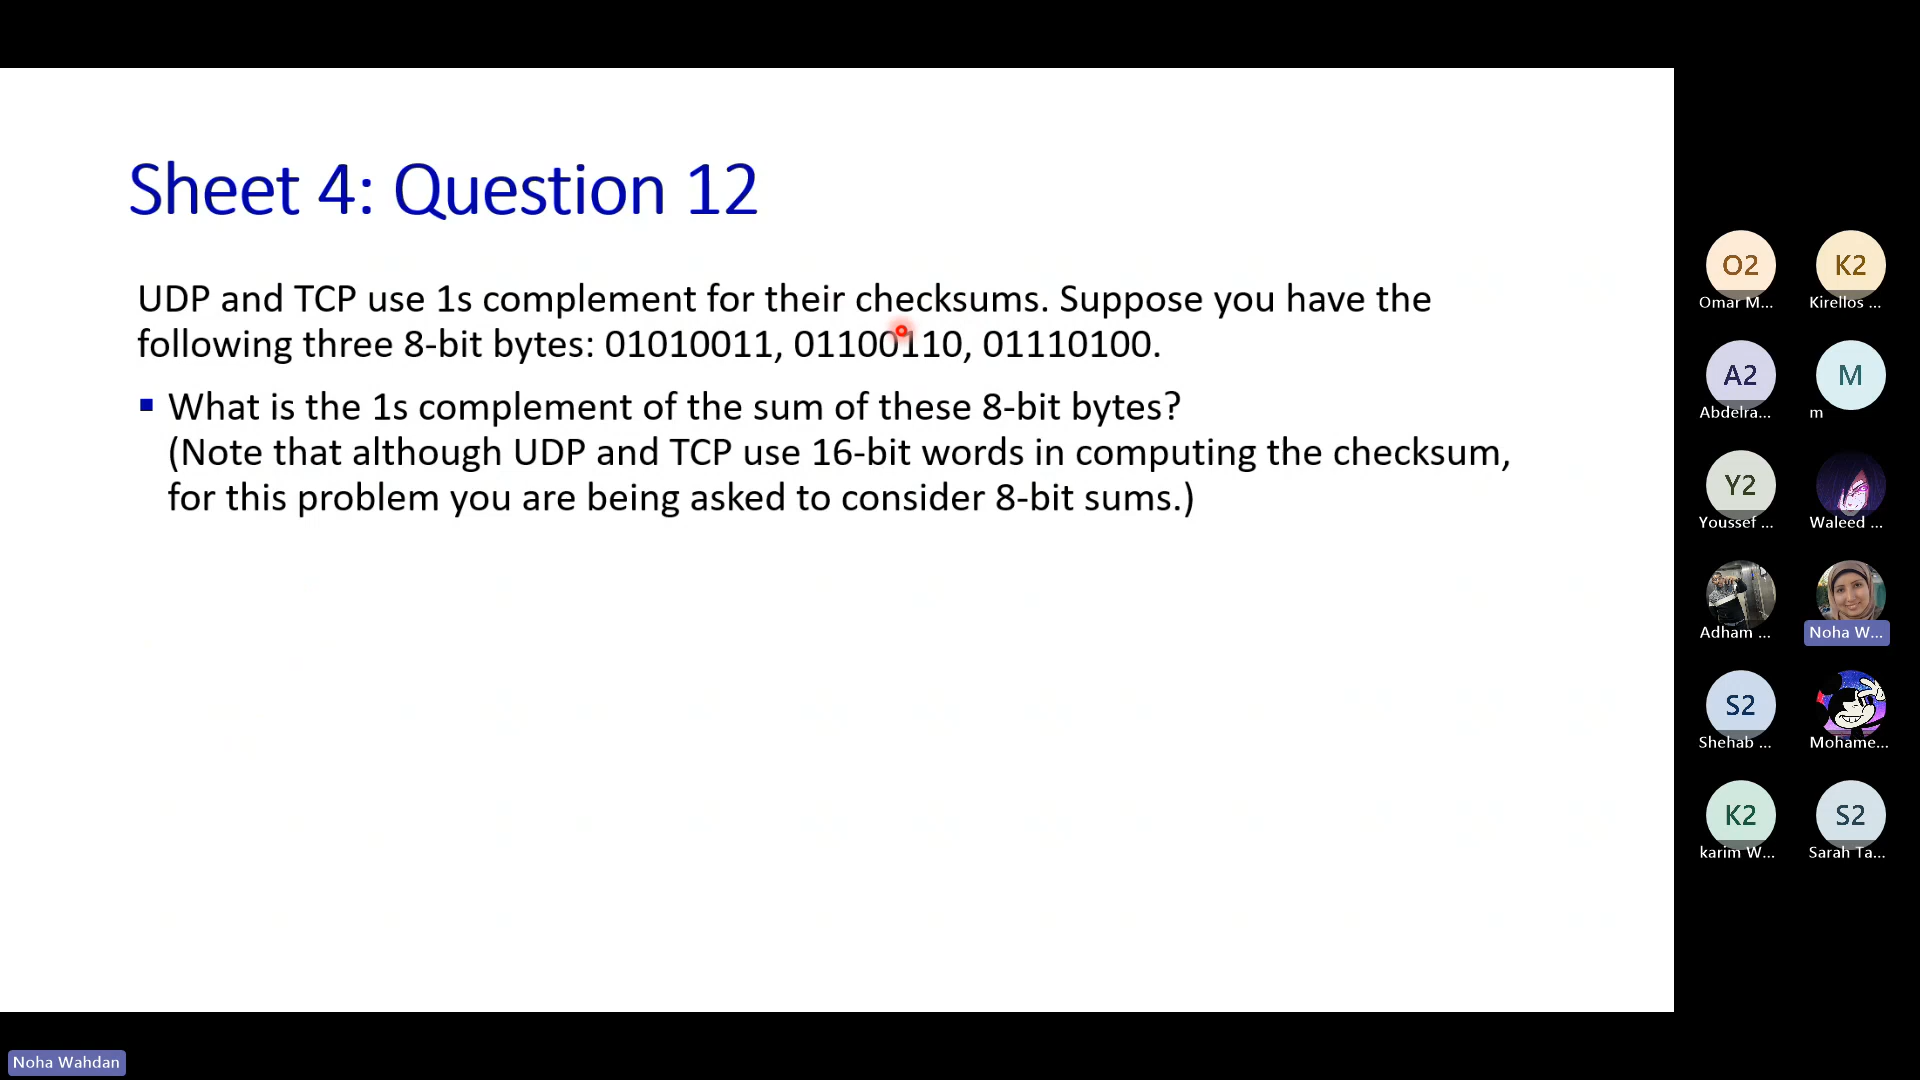 Sheet 4: Question 12
UDP and TCP use 1s complement for their checksums. Suppose you have the
following three 8-bit bytes: 01010011, 01100110, 01110100.
▪ What is the 1s complement of the sum of these 8-bit bytes?
(Note that although UDP and TCP use 16-bit words in computing the checksum,
for this problem you are being asked to consider 8-bit sums.)
O2
Omar M...
K2
Kirellos ...
A2
Abdelra...
M
m
Y2
Youssef ...
Waleed ...
Adham ...
Noha W...
S2
Shehab ...
Mohame...
K2
karim W...
S2
Sarah Ta...
Noha Wahdan